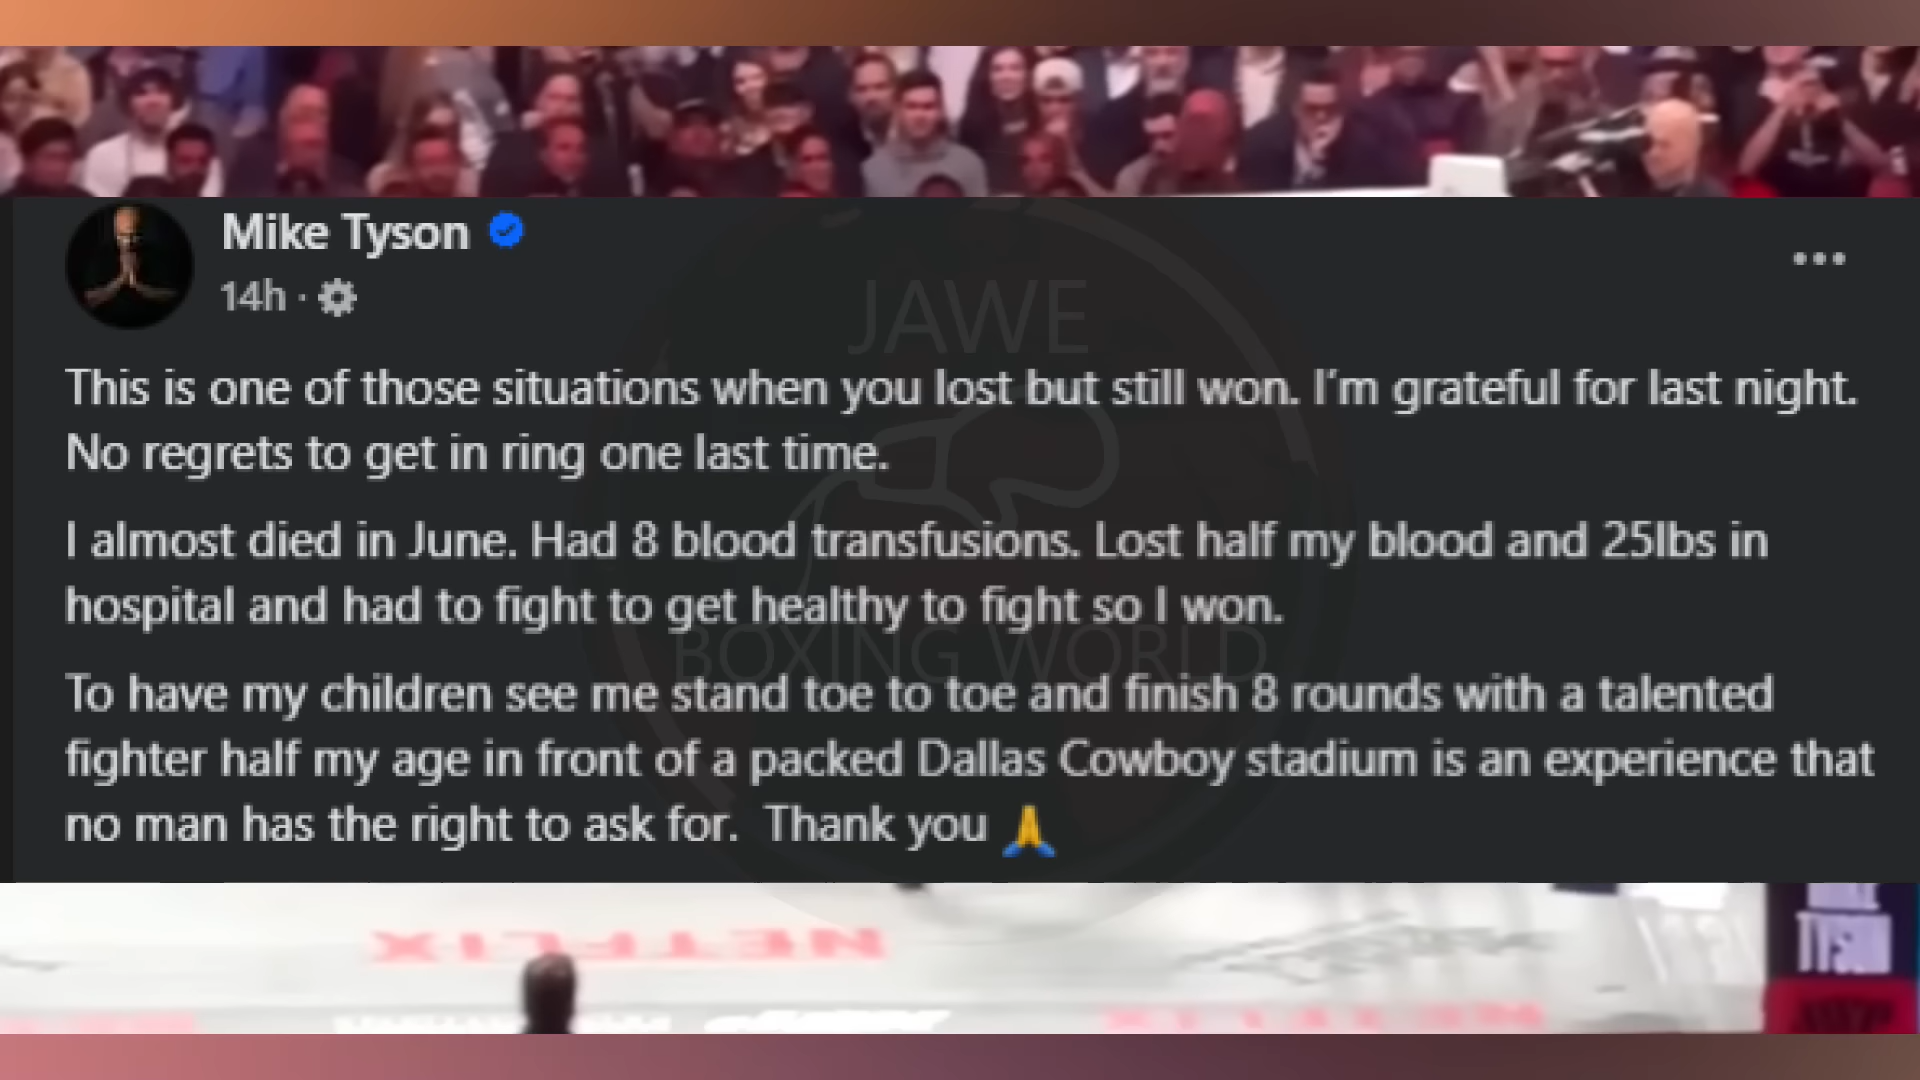 Mike Tyson
14h ·
This is one of those situations when you lost but still won. I'm grateful for last night.
No regrets to get in ring one last time.
I almost died in June. Had 8 blood transfusions. Lost half my blood and 25lbs in
hospital and had to fight to get healthy to fight so I won.
To have my children see me stand toe to toe and finish 8 rounds with a talented
fighter half my age in front of a packed Dallas Cowboy stadium is an experience that
no man has the right to ask for. Thank you 🙏
JAWE
BOXING WORLD
NETFLIX
TYSON